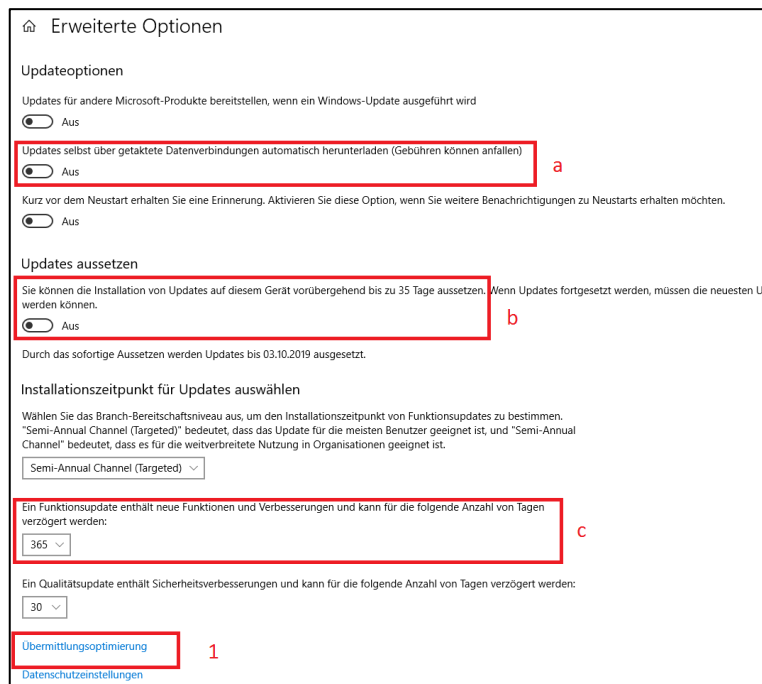 Erweiterte Optionen
Updateoptionen
Updates für andere Microsoft-Produkte bereitstellen, wenn ein Windows-Update ausgeführt wird
Aus
Updates selbst über getaktete Datenverbindungen automatisch herunterladen (Gebühren können anfallen)
a
Aus
Kurz vor dem Neustart erhalten Sie eine Erinnerung. Aktivieren Sie diese Option, wenn Sie weitere Benachrichtigungen zu Neustarts erhalten möchten.
Aus
Updates aussetzen
Sie können die Installation von Updates auf diesem Gerät vorübergehend bis zu 35 Tage aussetzen. Wenn Updates fortgesetzt werden, müssen die neuesten U
werden können.
b
Aus
Durch das sofortige Aussetzen werden Updates bis 03.10.2019 ausgesetzt.
Installationszeitpunkt für Updates auswählen
Wählen Sie das Branch-Bereitschaftsniveau aus, um den Installationszeitpunkt von Funktionsupdates zu bestimmen.
"Semi-Annual Channel (Targeted)" bedeutet, dass das Update für die meisten Benutzer geeignet ist, und "Semi-Annual
Channel" bedeutet, dass es für die weitverbreitete Nutzung in Organisationen geeignet ist.
Semi-Annual Channel (Targeted)
Ein Funktionsupdate enthält neue Funktionen und Verbesserungen und kann für die folgende Anzahl von Tagen
verzögert werden:
c
365
Ein Qualitätsupdate enthält Sicherheitsverbesserungen und kann für die folgende Anzahl von Tagen verzögert werden:
30
Übermittlungsoptimierung
1
Datenschutzeinstellungen